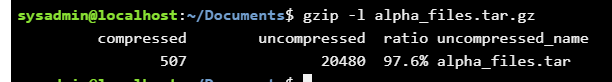 sysadmin@localhost:~/Documents$ gzip -l alpha_files.tar.gz
compressed uncompressed ratio uncompressed_name
507 20480 97.6% alpha_files.tar